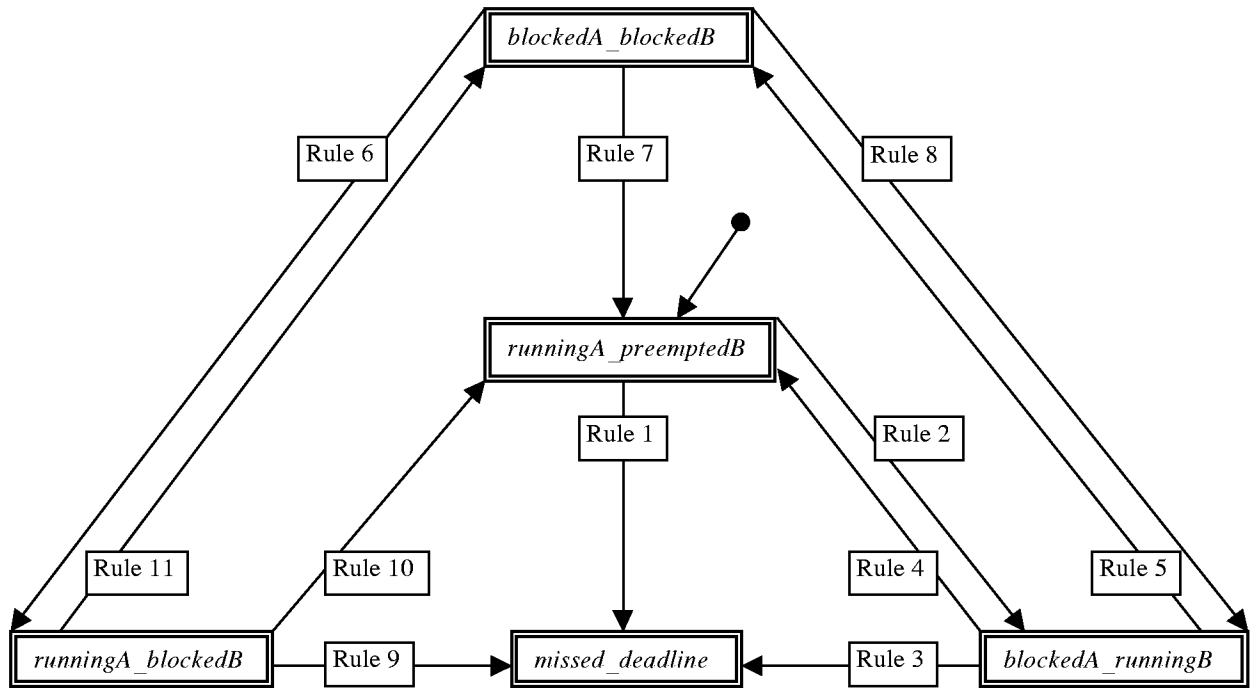 blockedA_blockedB
Rule 6
Rule 7
Rule 8
runningA_preemptedB
Rule 1
Rule 2
Rule 11
Rule 10
Rule 4
Rule 5
runningA_blockedB
Rule 9
missed_deadline
Rule 3
blockedA_runningB